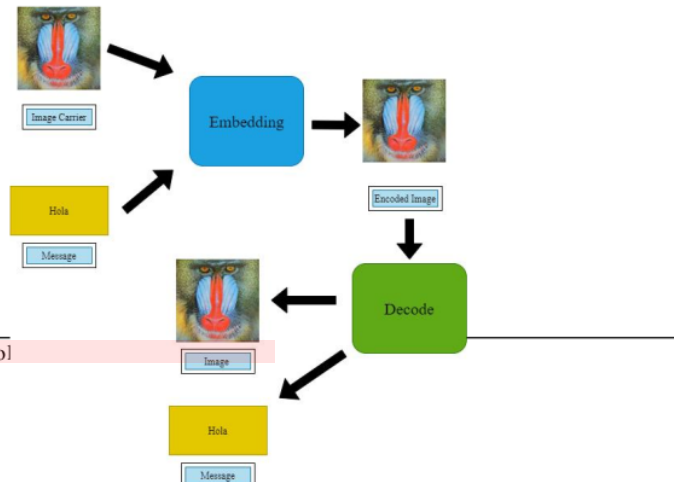 Image Carrier
Embedding
Hola
Message
Encoded Image
Decode
Image
Hola
Message